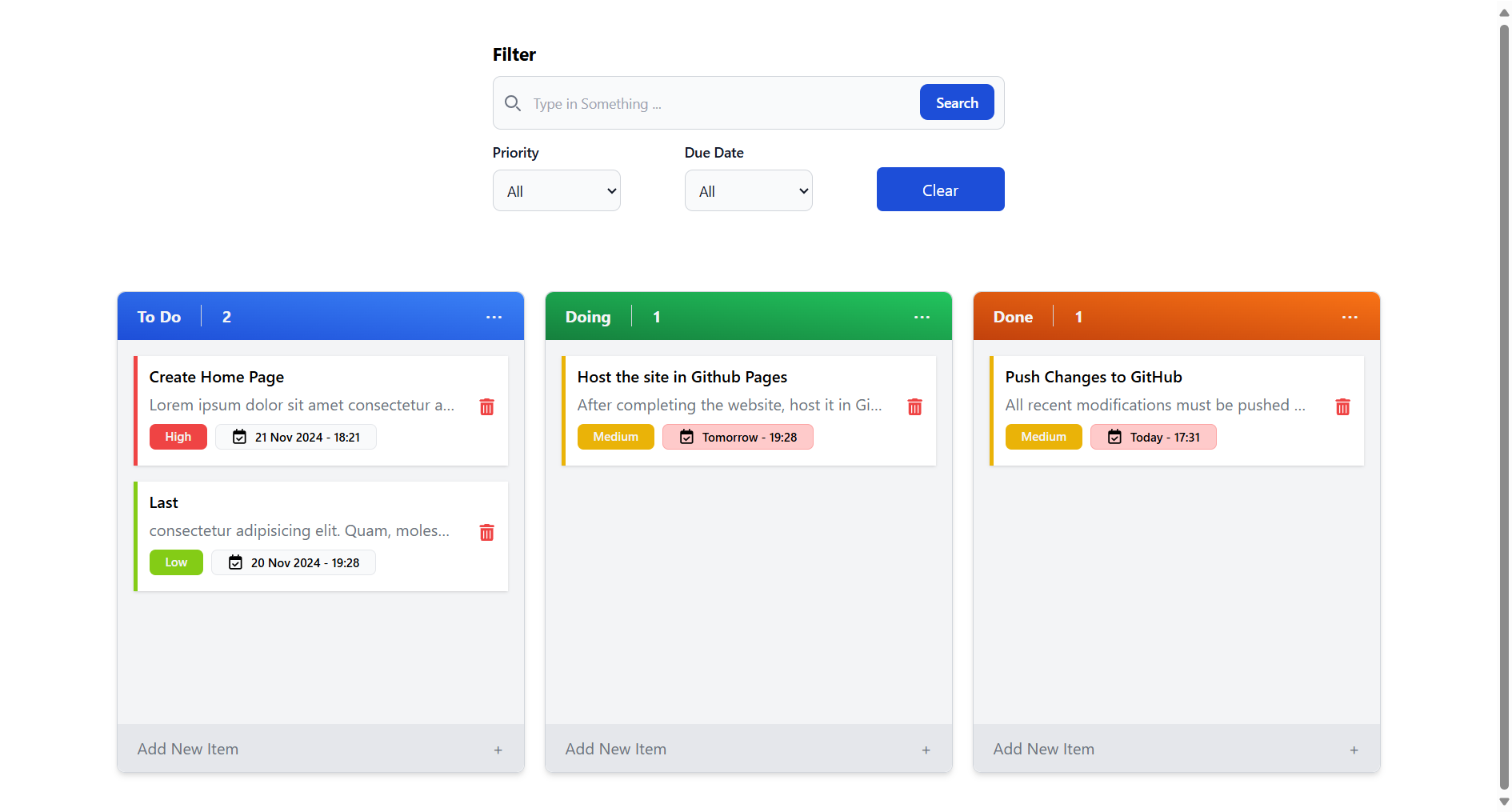 Filter
Type in Something ...
Search
Priority
Due Date
All
All
Clear
To Do 2 ...
Create Home Page
Lorem ipsum dolor sit amet consectetur a...
High 21 Nov 2024 - 18:21
Last
consectetur adipisicing elit. Quam, moles...
Low 20 Nov 2024 - 19:28
Add New Item +
Doing 1 ...
Host the site in Github Pages
After completing the website, host it in Gi...
Medium Tomorrow - 19:28
Add New Item +
Done 1 ...
Push Changes to GitHub
All recent modifications must be pushed ...
Medium Today - 17:31
Add New Item +